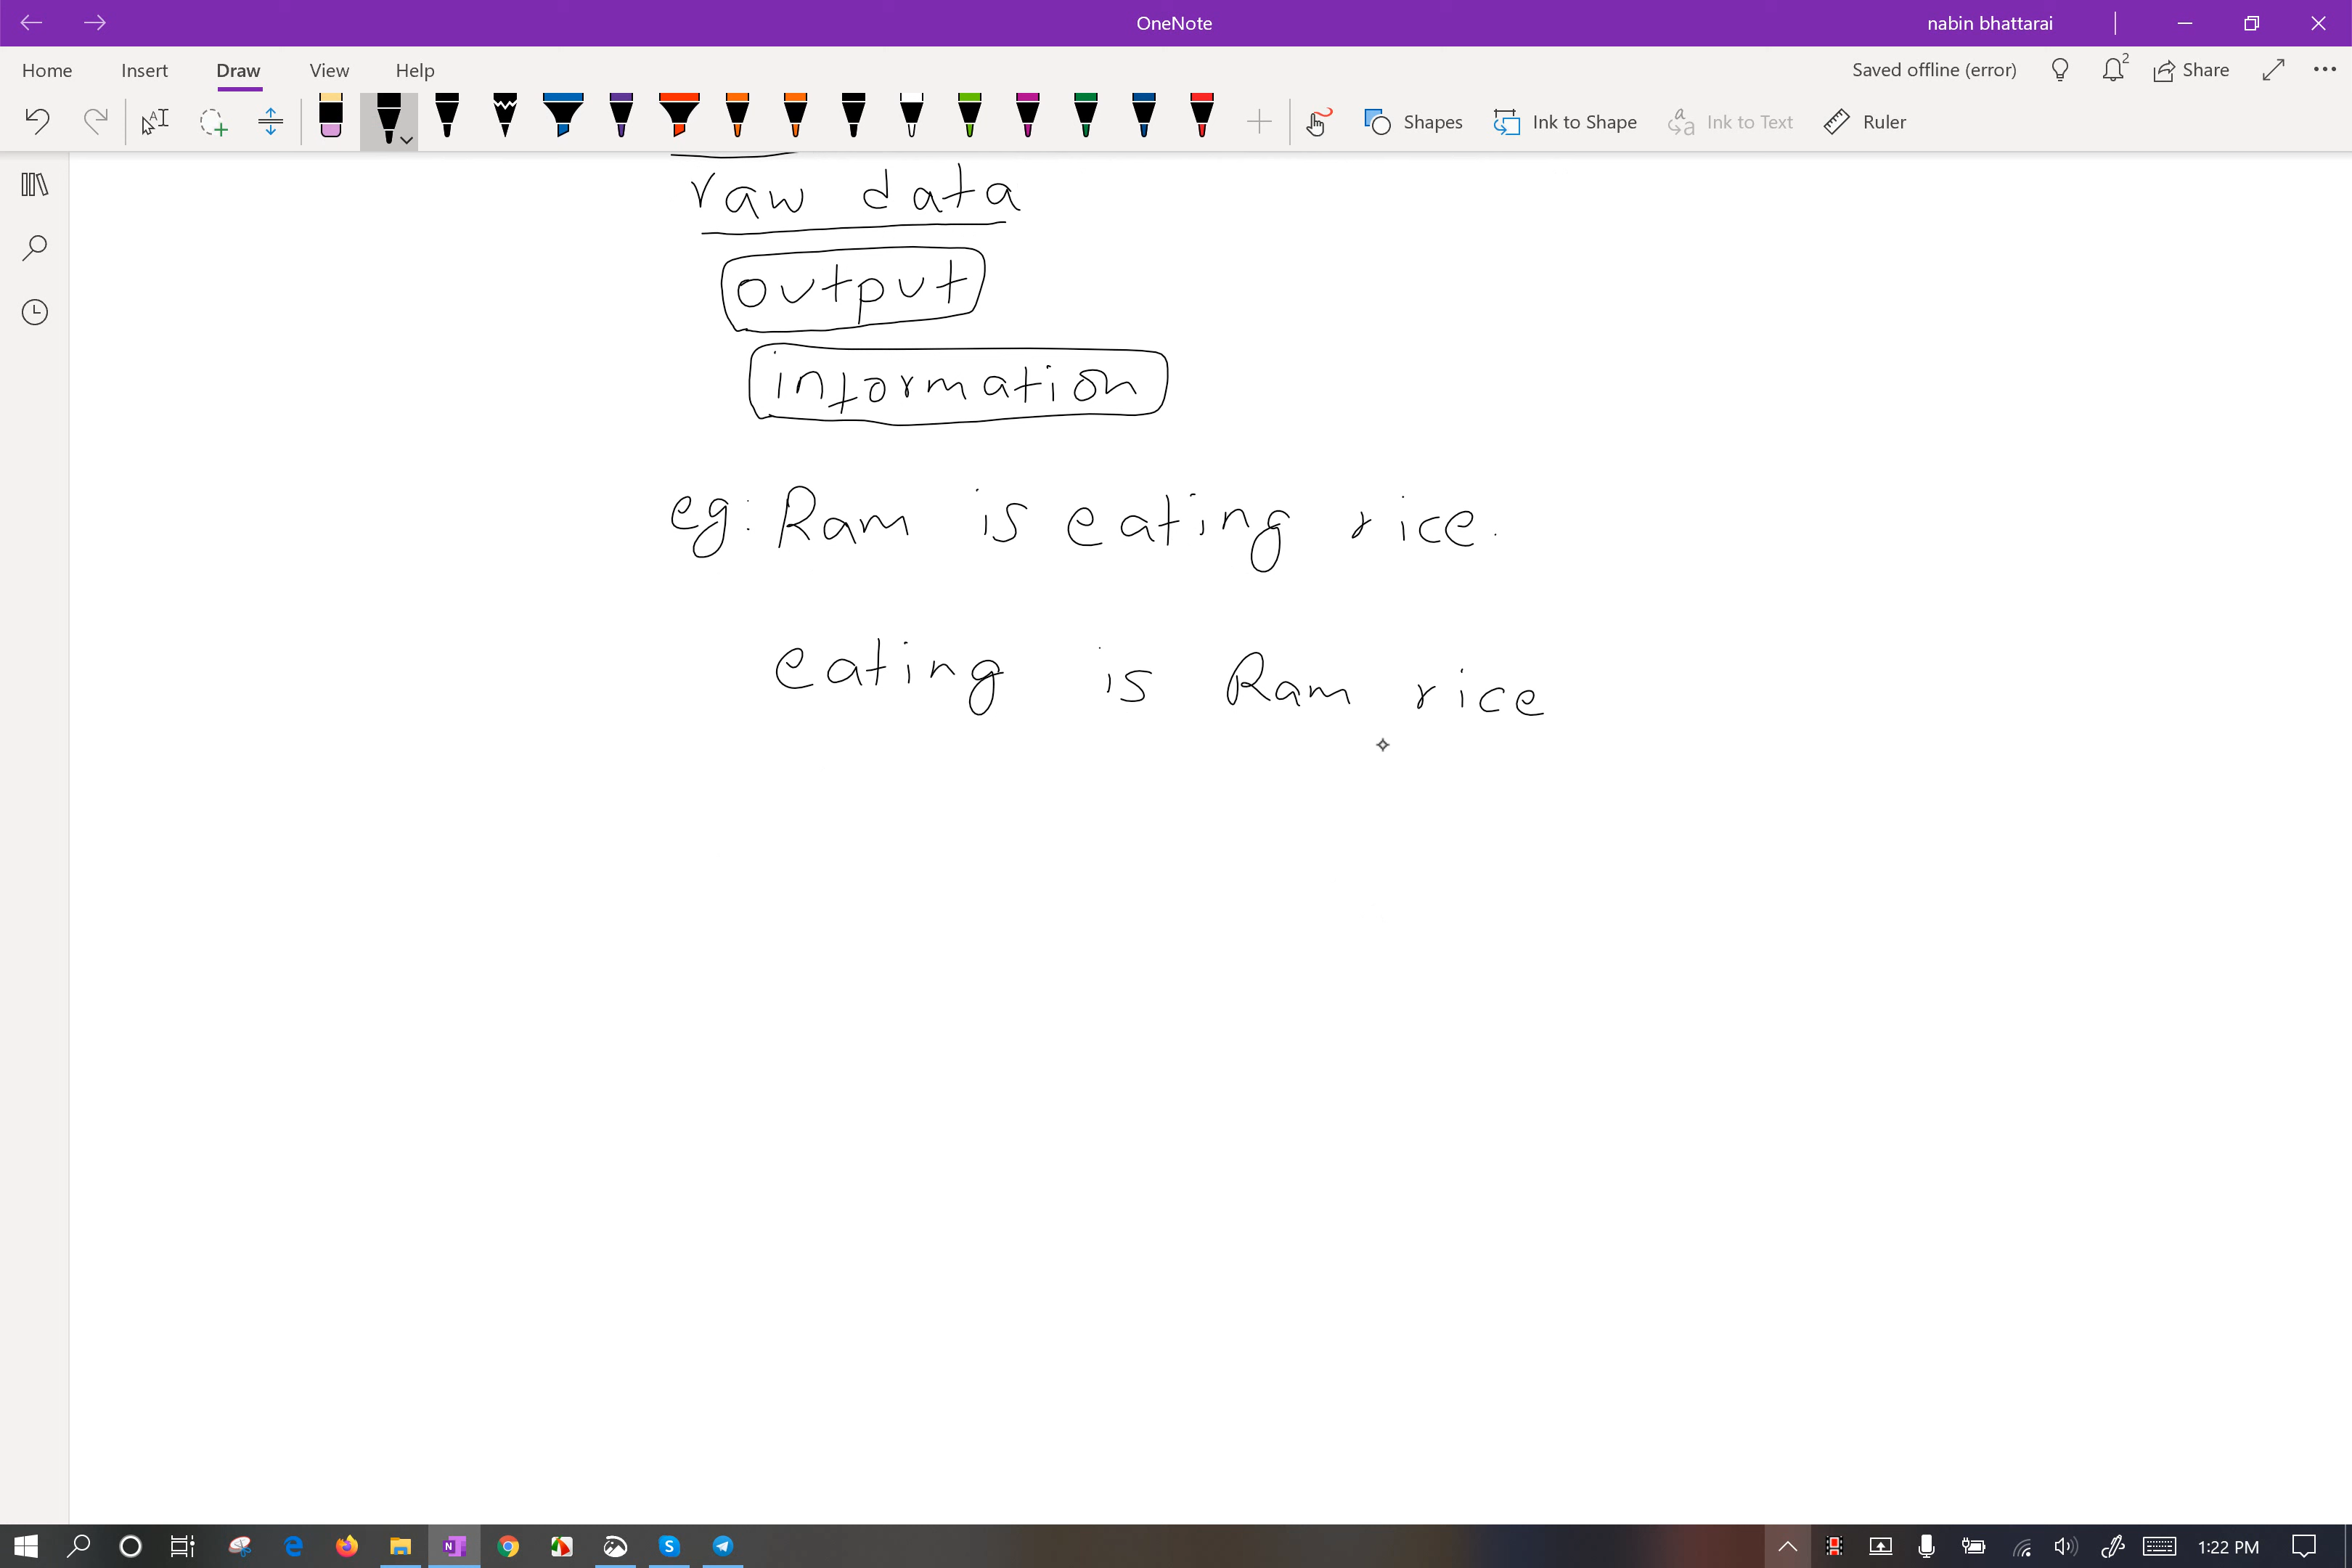 OneNote
nabin bhattarai
Home Insert Draw View Help
Saved offline (error) 2 Share
Shapes Ink to Shape Ink to Text Ruler
raw data
output
information
eg: Ram is eating rice.
eating is Ram rice
1:22 PM